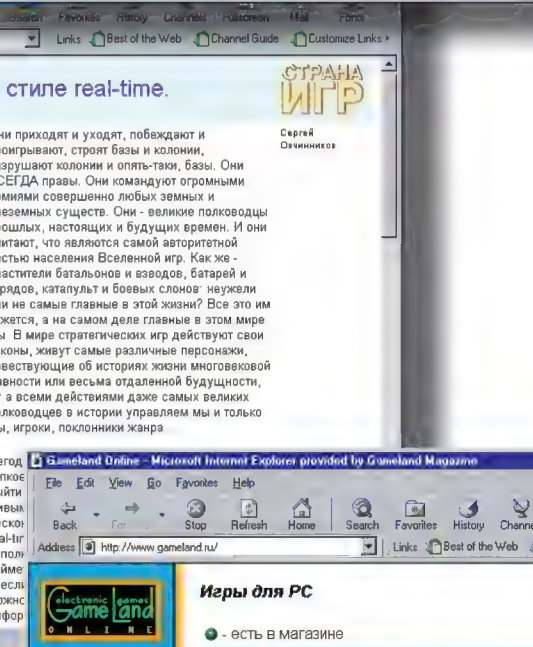 Search Favorites History Channels Fullscreen Mail Fonts
Links Best of the Web Channel Guide Customize Links
стиле real-time.
СТРАНА
ИГР
Сергей
Овчинников
ни приходят и уходят, побеждают и
оигрывают, строят базы и колонии,
зрушают колонии и опять-таки, базы. Они
СЕГДА правы. Они командуют огромными
миями совершенно любых земных и
еземных существ. Они - великие полководцы
ошлых, настоящих и будущих времен. И они
итают, что являются самой авторитетной
стью населения Вселенной игр. Как же -
астители батальонов и взводов, батарей и
рядов, катапульт и боевых слонов: неужели
и не самые главные в этой жизни? Все это им
жется, а на самом деле главные в этом мире
ы В мире стратегических игр действуют свои
коны, живут самые различные персонажи,
вествующие об историях жизни многовековой
вности или весьма отдаленной будущности,
а всеми действиями даже самых великих
лководцев в истории управляем мы и только
ы, игроки, поклонники жанра
Gameland Online - Microsoft Internet Explorer provided by Gameland Magazine
File Edit View Go Favorites Help
Back For Stop Refresh Home Search Favorites History Channe
Address http://www.gameland.ru/ Links Best of the Web
electronic games
GameLand
ONLINE
Игры для PC
- есть в магазине